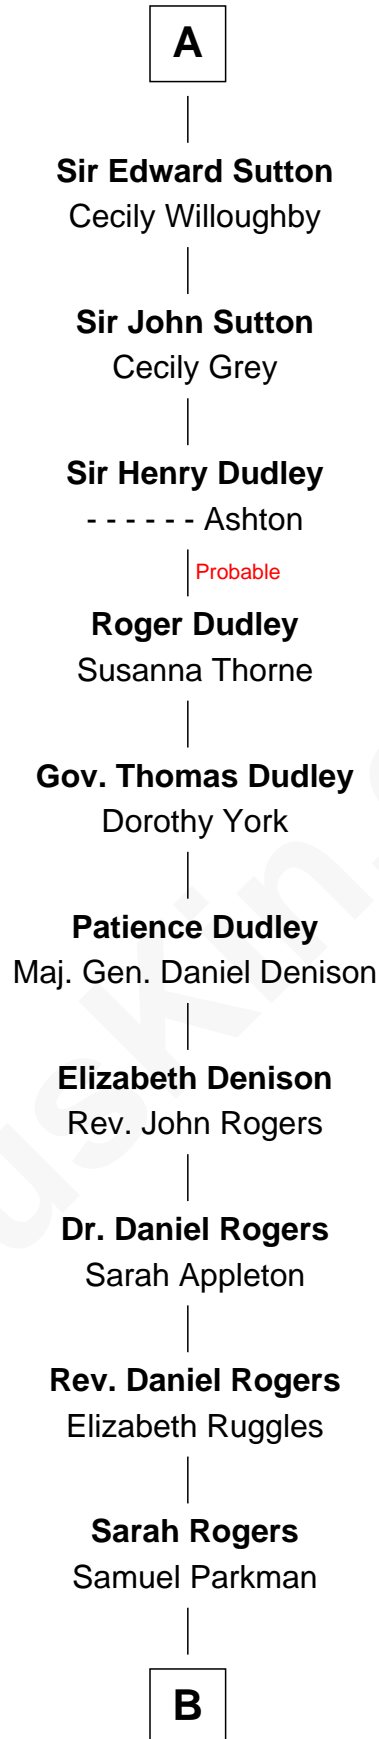 A
Sir Edward Sutton
Cecily Willoughby
Sir John Sutton
Cecily Grey
Sir Henry Dudley
- - - - - - Ashton
Probable
Roger Dudley
Susanna Thorne
Gov. Thomas Dudley
Dorothy York
Patience Dudley
Maj. Gen. Daniel Denison
Elizabeth Denison
Rev. John Rogers
Dr. Daniel Rogers
Sarah Appleton
Rev. Daniel Rogers
Elizabeth Ruggles
Sarah Rogers
Samuel Parkman
B